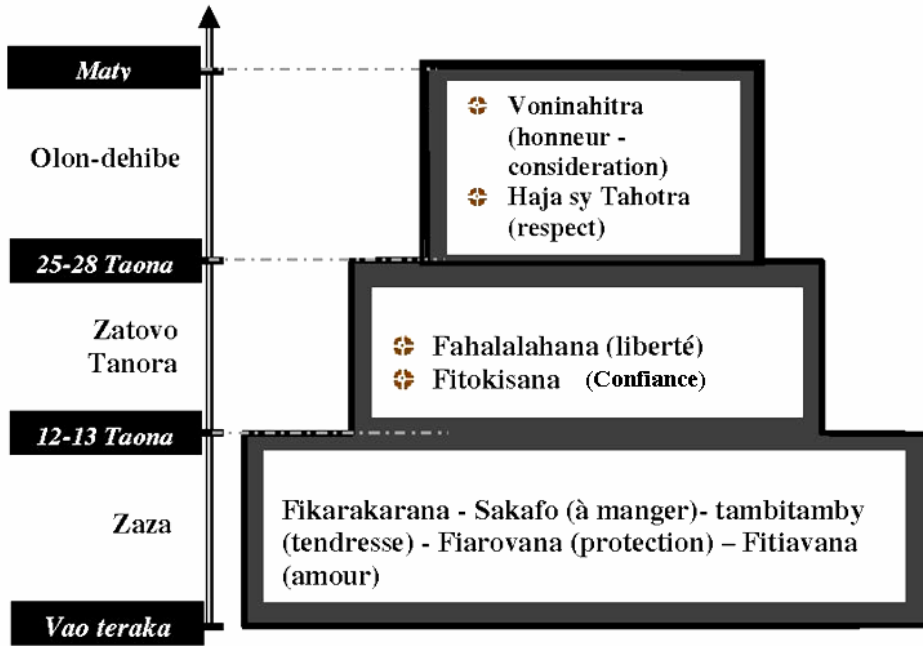 Maty
Voninahitra
(honneur -
consideration)
Haja sy Tahotra
(respect)
Olon-dehibe
25-28 Taona
Zatovo
Tanora
Fahalalahana (liberté)
Fitokisana (Confiance)
12-13 Taona
Zaza
Fikarakarana - Sakafo (à manger)- tambitamby
(tendresse) - Fiarovana (protection) – Fitiavana
(amour)
Vao teraka